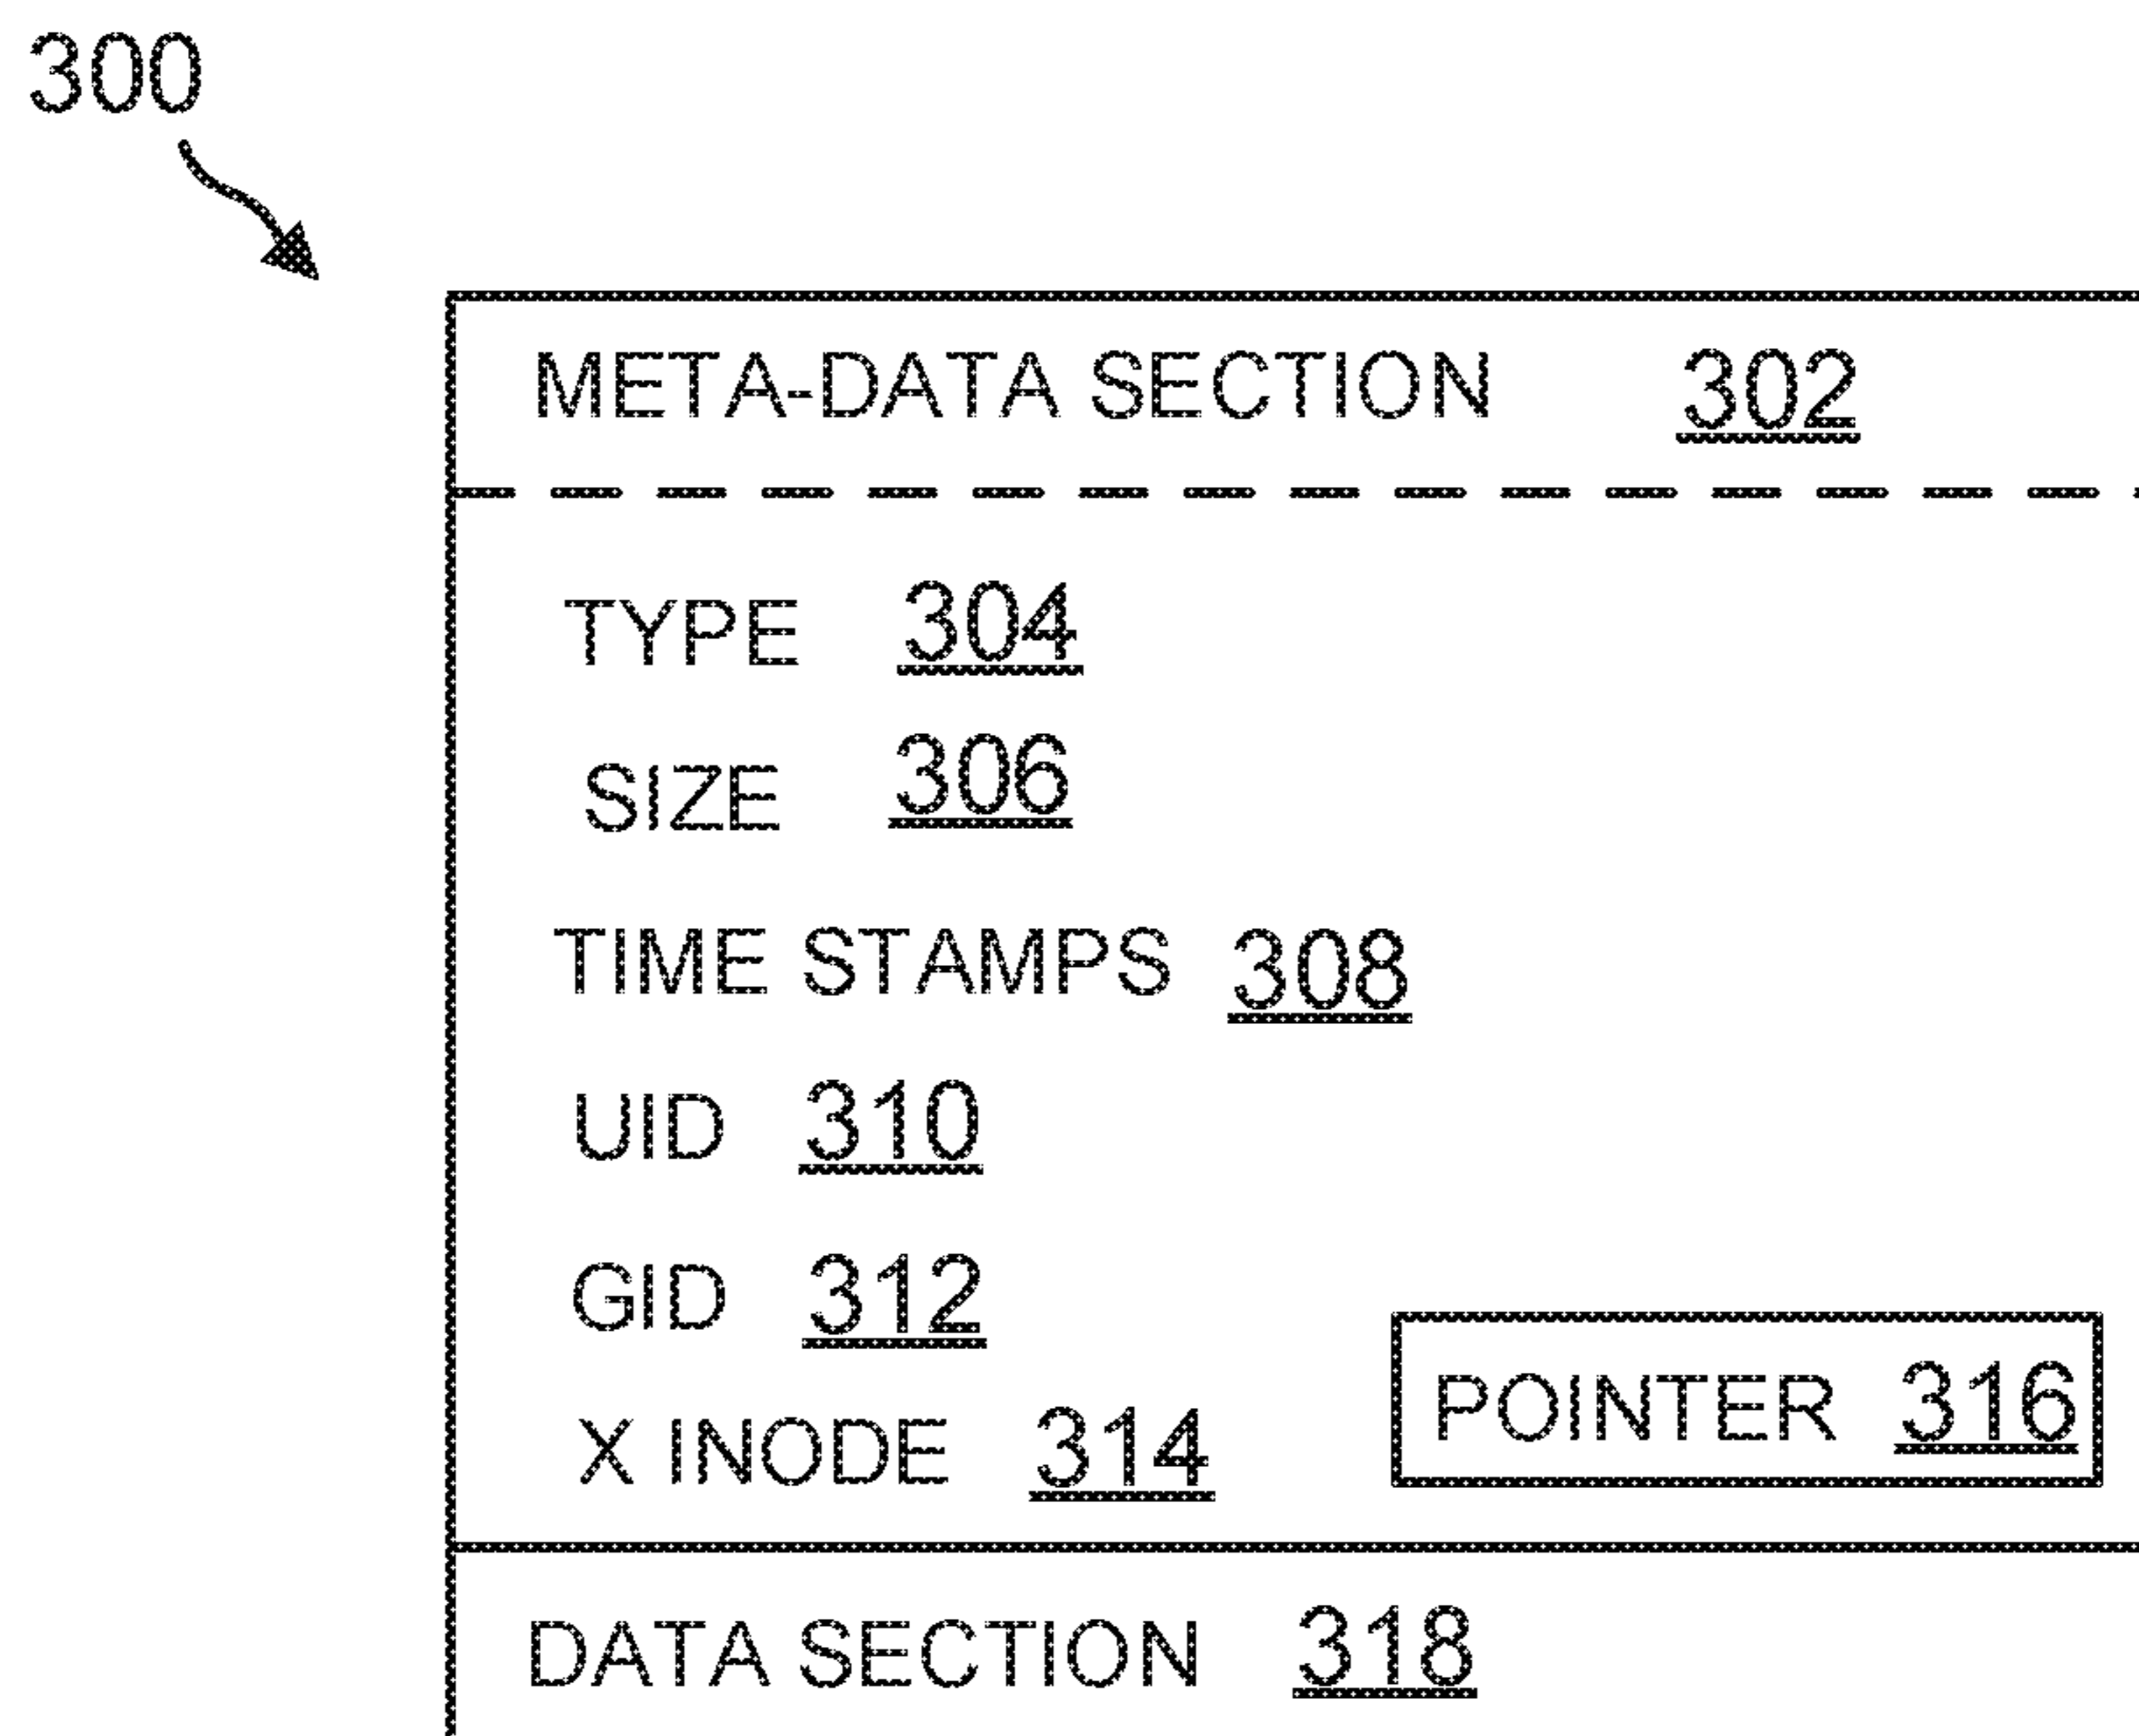 300
META-DATA SECTION 302
TYPE 304
SIZE 306
TIME STAMPS 308
UID 310
GID 312
X INODE 314
POINTER 316
DATA SECTION 318